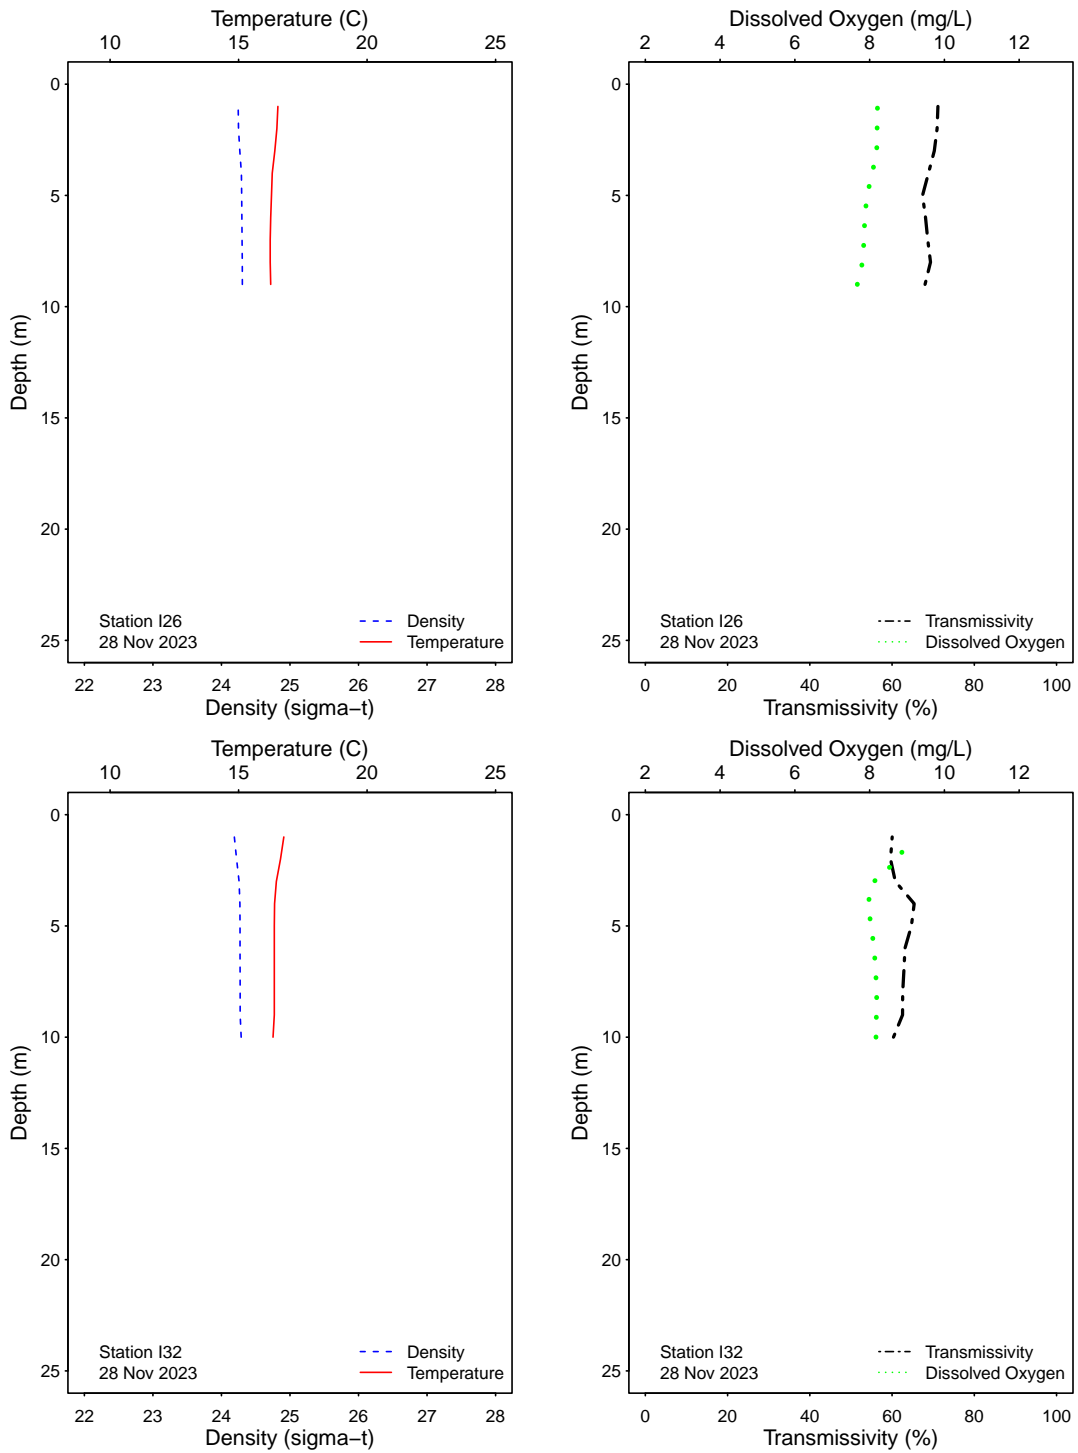 Temperature (C)
10 15 20 25
0
5
10
15
20
25
Depth (m)
Station I26
28 Nov 2023
Density
Temperature
22 23 24 25 26 27 28
Density (sigma−t)
Dissolved Oxygen (mg/L)
2 4 6 8 10 12
0
5
10
15
20
25
Depth (m)
Station I26
28 Nov 2023
Transmissivity
Dissolved Oxygen
0 20 40 60 80 100
Transmissivity (%)
Temperature (C)
10 15 20 25
0
5
10
15
20
25
Depth (m)
Station I32
28 Nov 2023
Density
Temperature
22 23 24 25 26 27 28
Density (sigma−t)
Dissolved Oxygen (mg/L)
2 4 6 8 10 12
0
5
10
15
20
25
Depth (m)
Station I32
28 Nov 2023
Transmissivity
Dissolved Oxygen
0 20 40 60 80 100
Transmissivity (%)